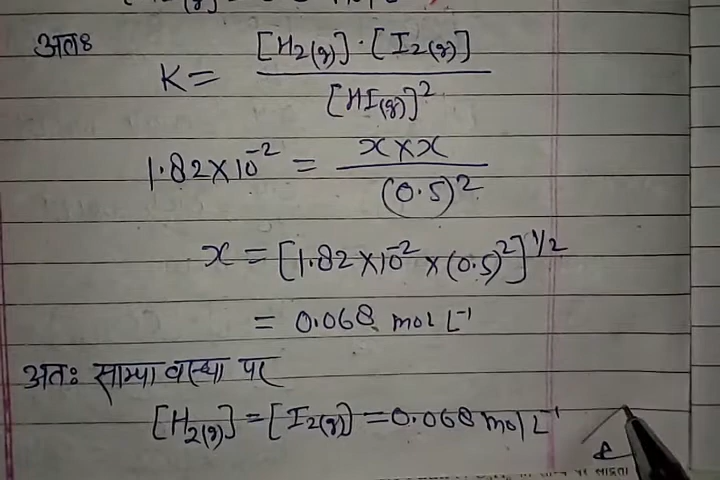 अतः
K = [H2(g)]·[I2(g)] / [HI(g)]²
1.82×10⁻² = x×x / (0.5)²
x = [1.82×10⁻²×(0.5)²]^1/2
= 0.068 mol L⁻¹
अतः साम्यावस्था पर
[H2(g)] = [I2(g)] = 0.068 mol L⁻¹